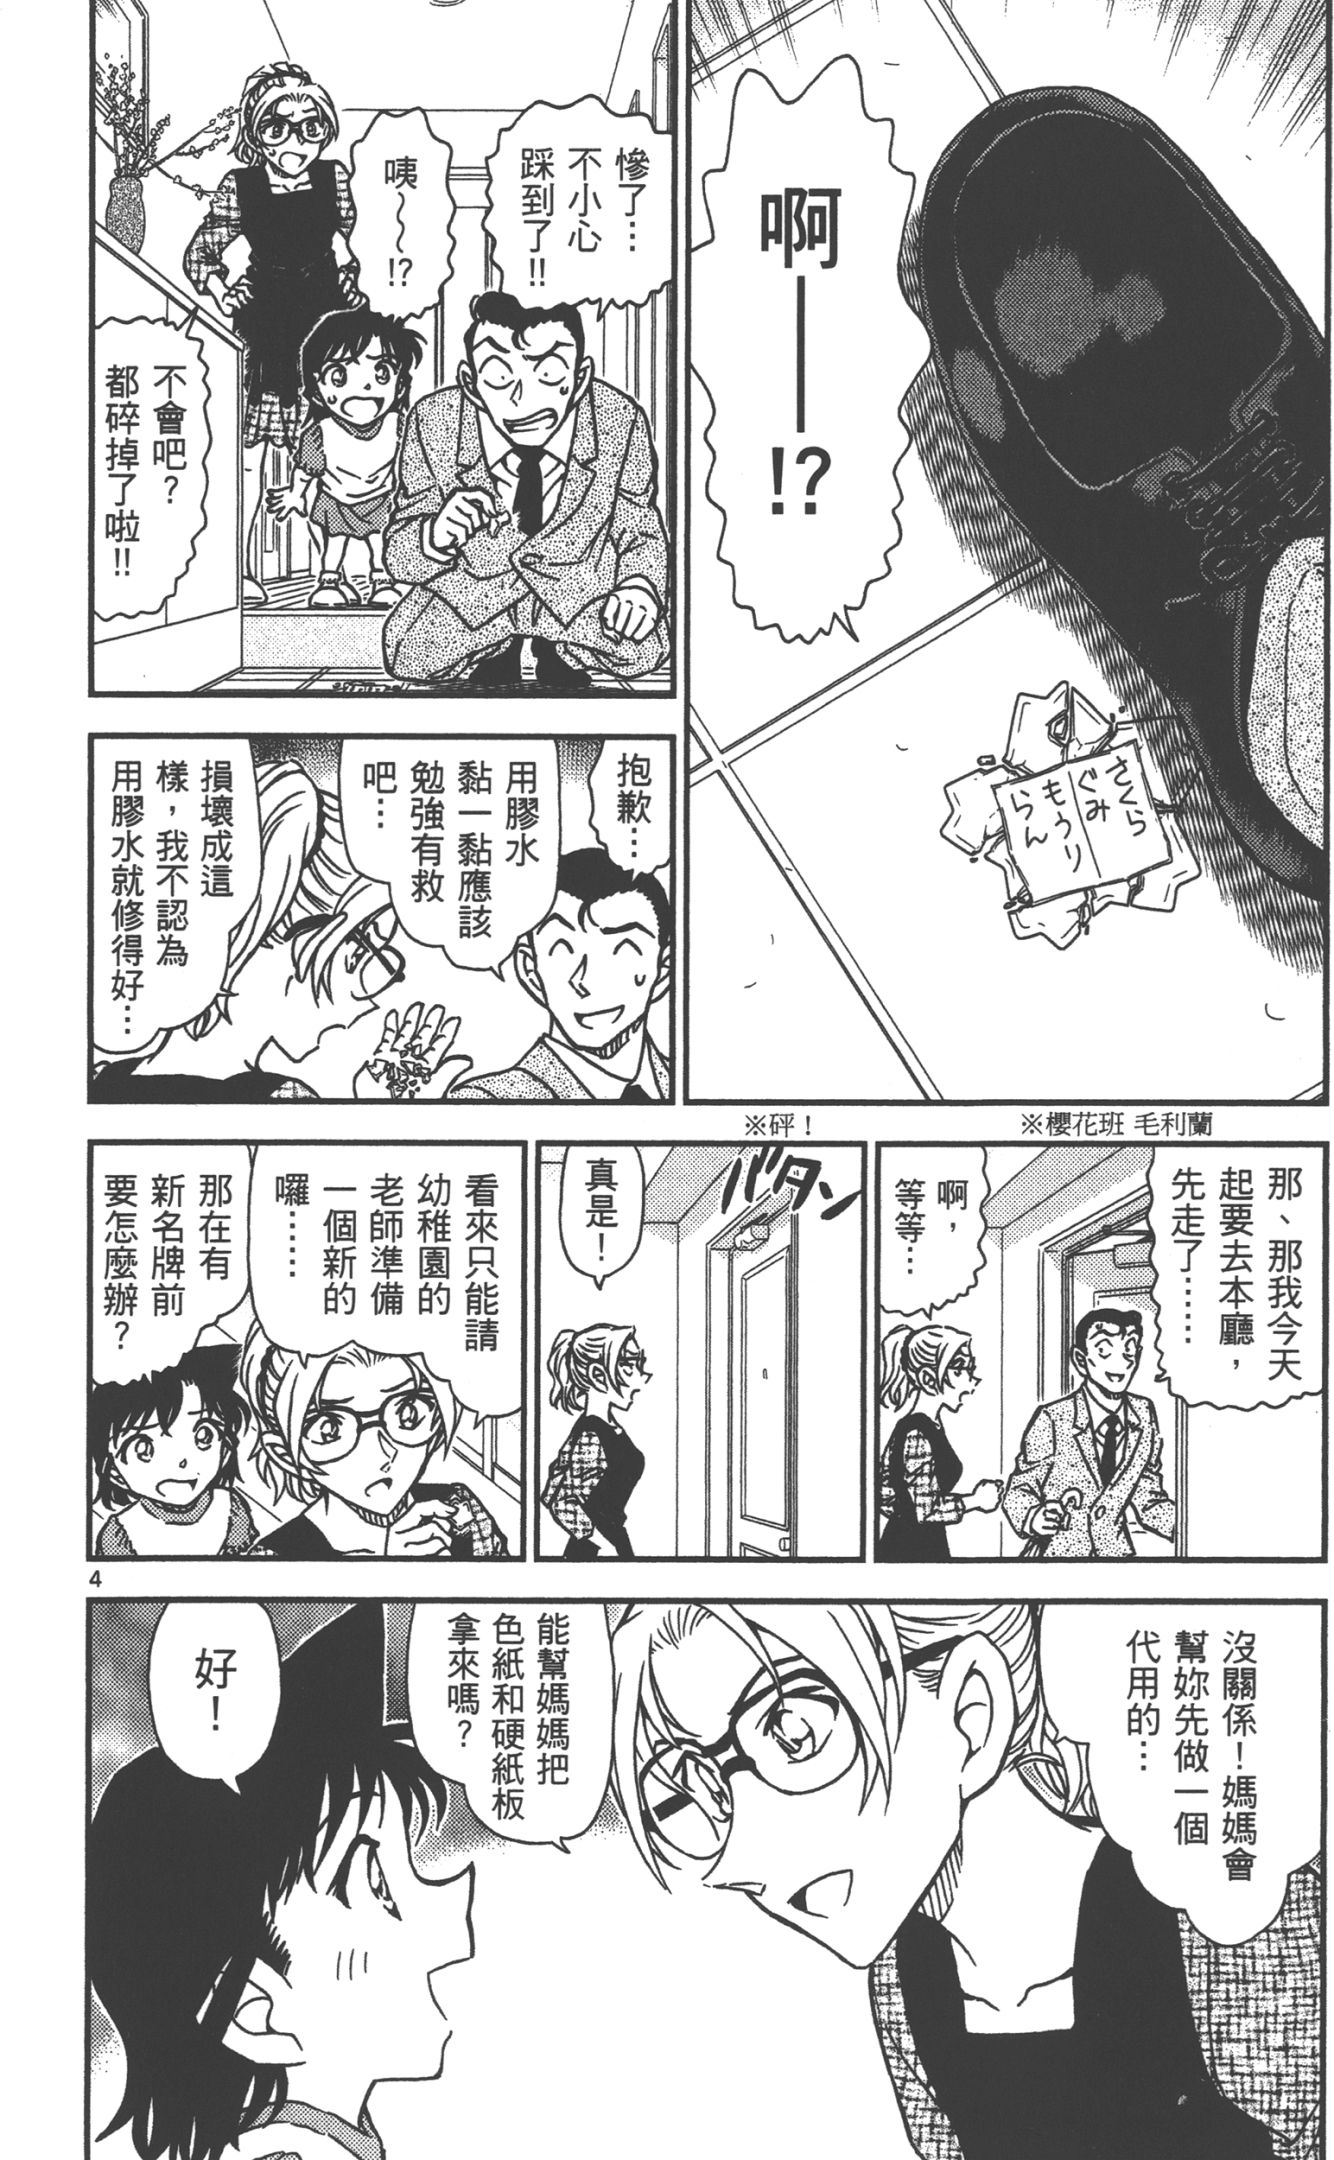 啊——!?
さくら
ぐみ
もうり
らん
※櫻花班 毛利蘭
慘了…
不小心
踩到了!!
咦~~!?
不會吧？
都碎掉了啦!!
抱歉…
用膠水
黏一黏應該
勉強有救
吧…
損壞成這
樣，我不認為
用膠水就修得好…
那、那我今天
起要去本廳，
先走了……
啊，
等等…
※砰！
バタン
真是！
看來只能請
幼稚園的
老師準備
一個新的
囉……
那在有
新名牌前
要怎麼辦？
4
沒關係！媽媽會
幫妳先做一個
代用的…
能幫媽媽把
色紙和硬紙板
拿來嗎？
好！